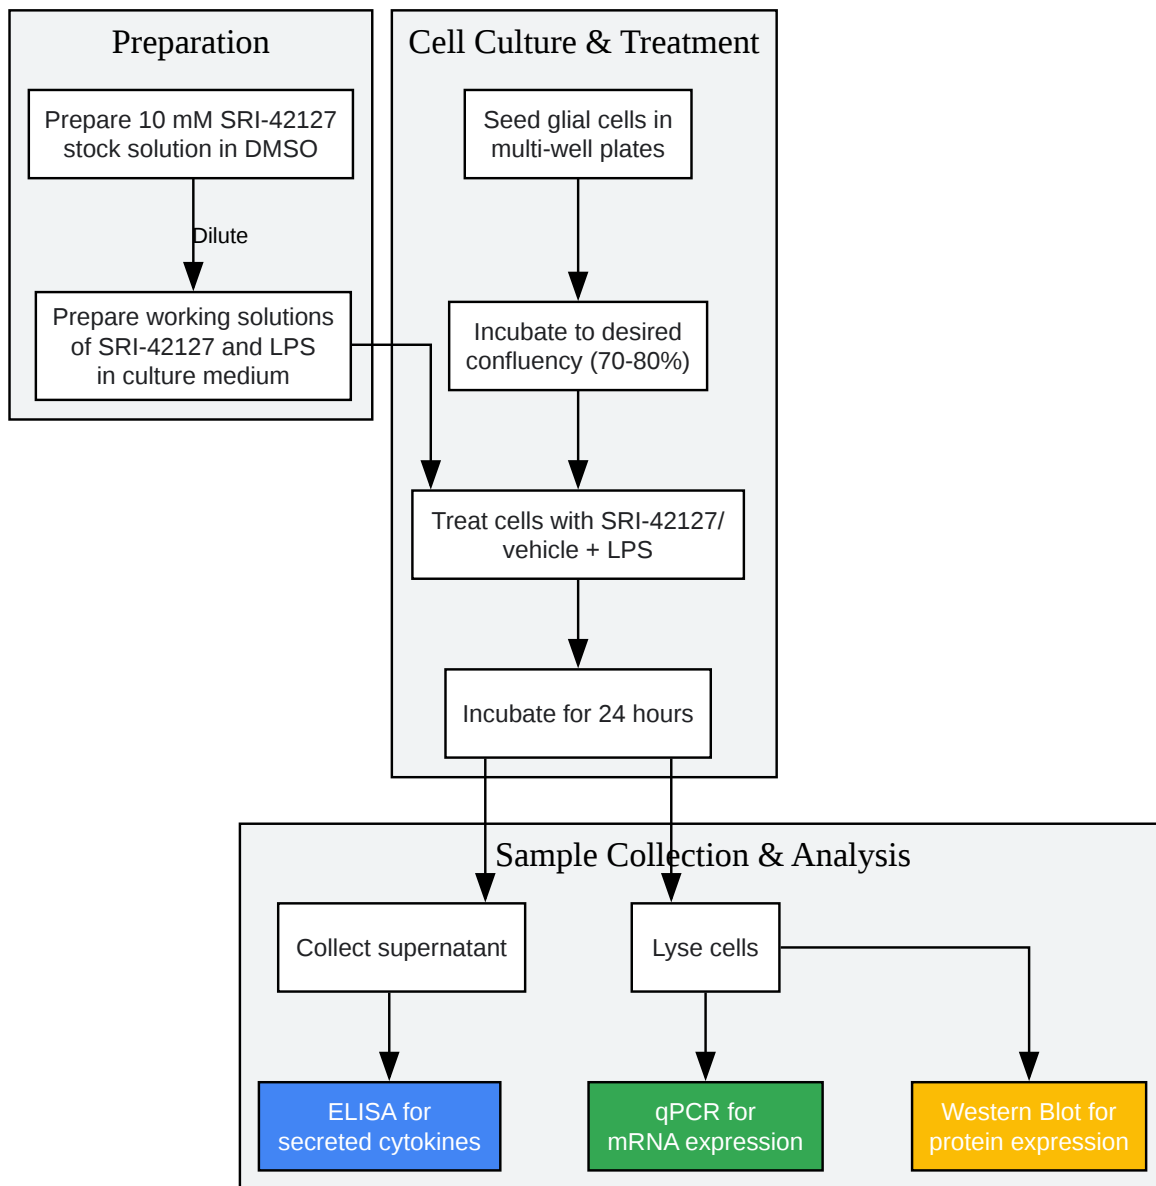 Preparation
Prepare 10 mM SRI-42127
stock solution in DMSO
Dilute
Prepare working solutions
of SRI-42127 and LPS
in culture medium
Cell Culture & Treatment
Seed glial cells in
multi-well plates
Incubate to desired
confluency (70-80%)
Treat cells with SRI-42127/
vehicle + LPS
Incubate for 24 hours
Sample Collection & Analysis
Collect supernatant
Lyse cells
ELISA for
secreted cytokines
qPCR for
mRNA expression
Western Blot for
protein expression